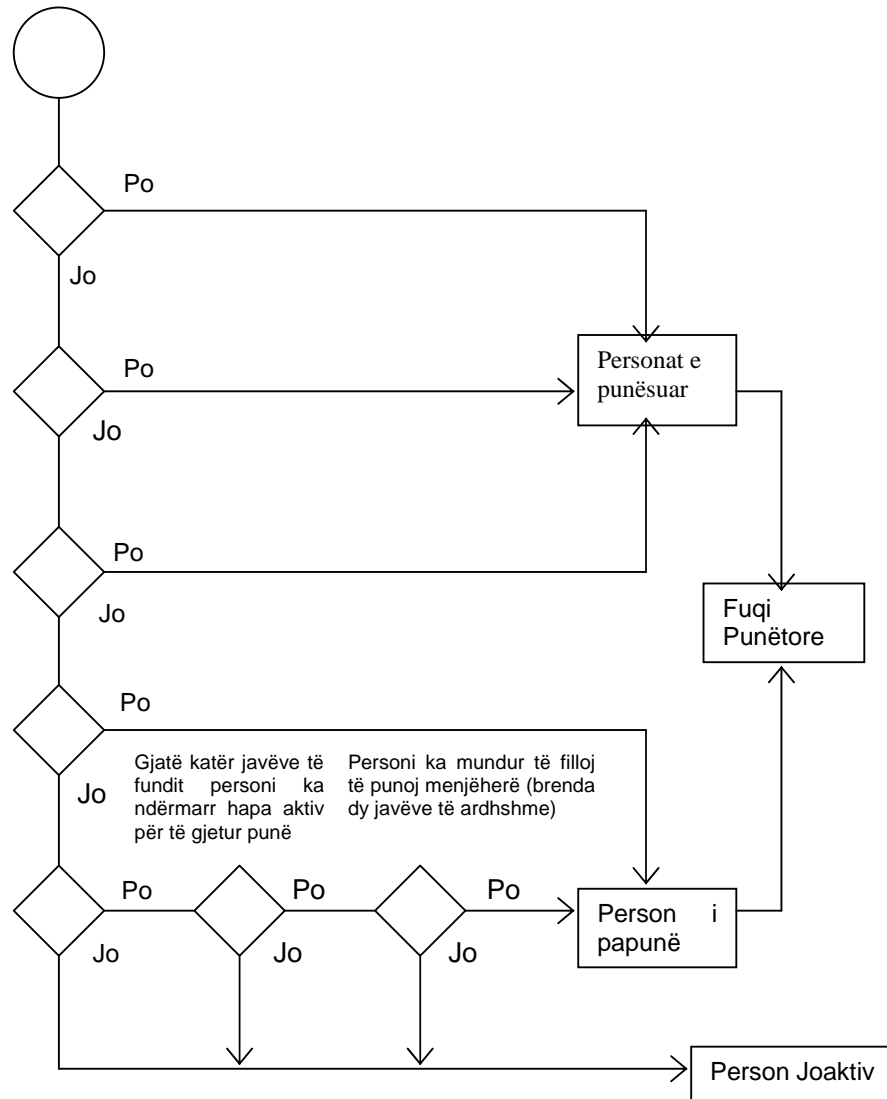 Po
Jo
Po
Personat e
punësuar
Jo
Po
Jo
Fuqi
Punëtore
Po
Gjatë katër javëve të
fundit personi ka
ndërmarr hapa aktiv
për të gjetur punë
Personi ka mundur të filloj
të punoj menjëherë (brenda
dy javëve të ardhshme)
Jo
Po
Po
Po
Person i
papunë
Jo
Jo
Jo
Person Joaktiv